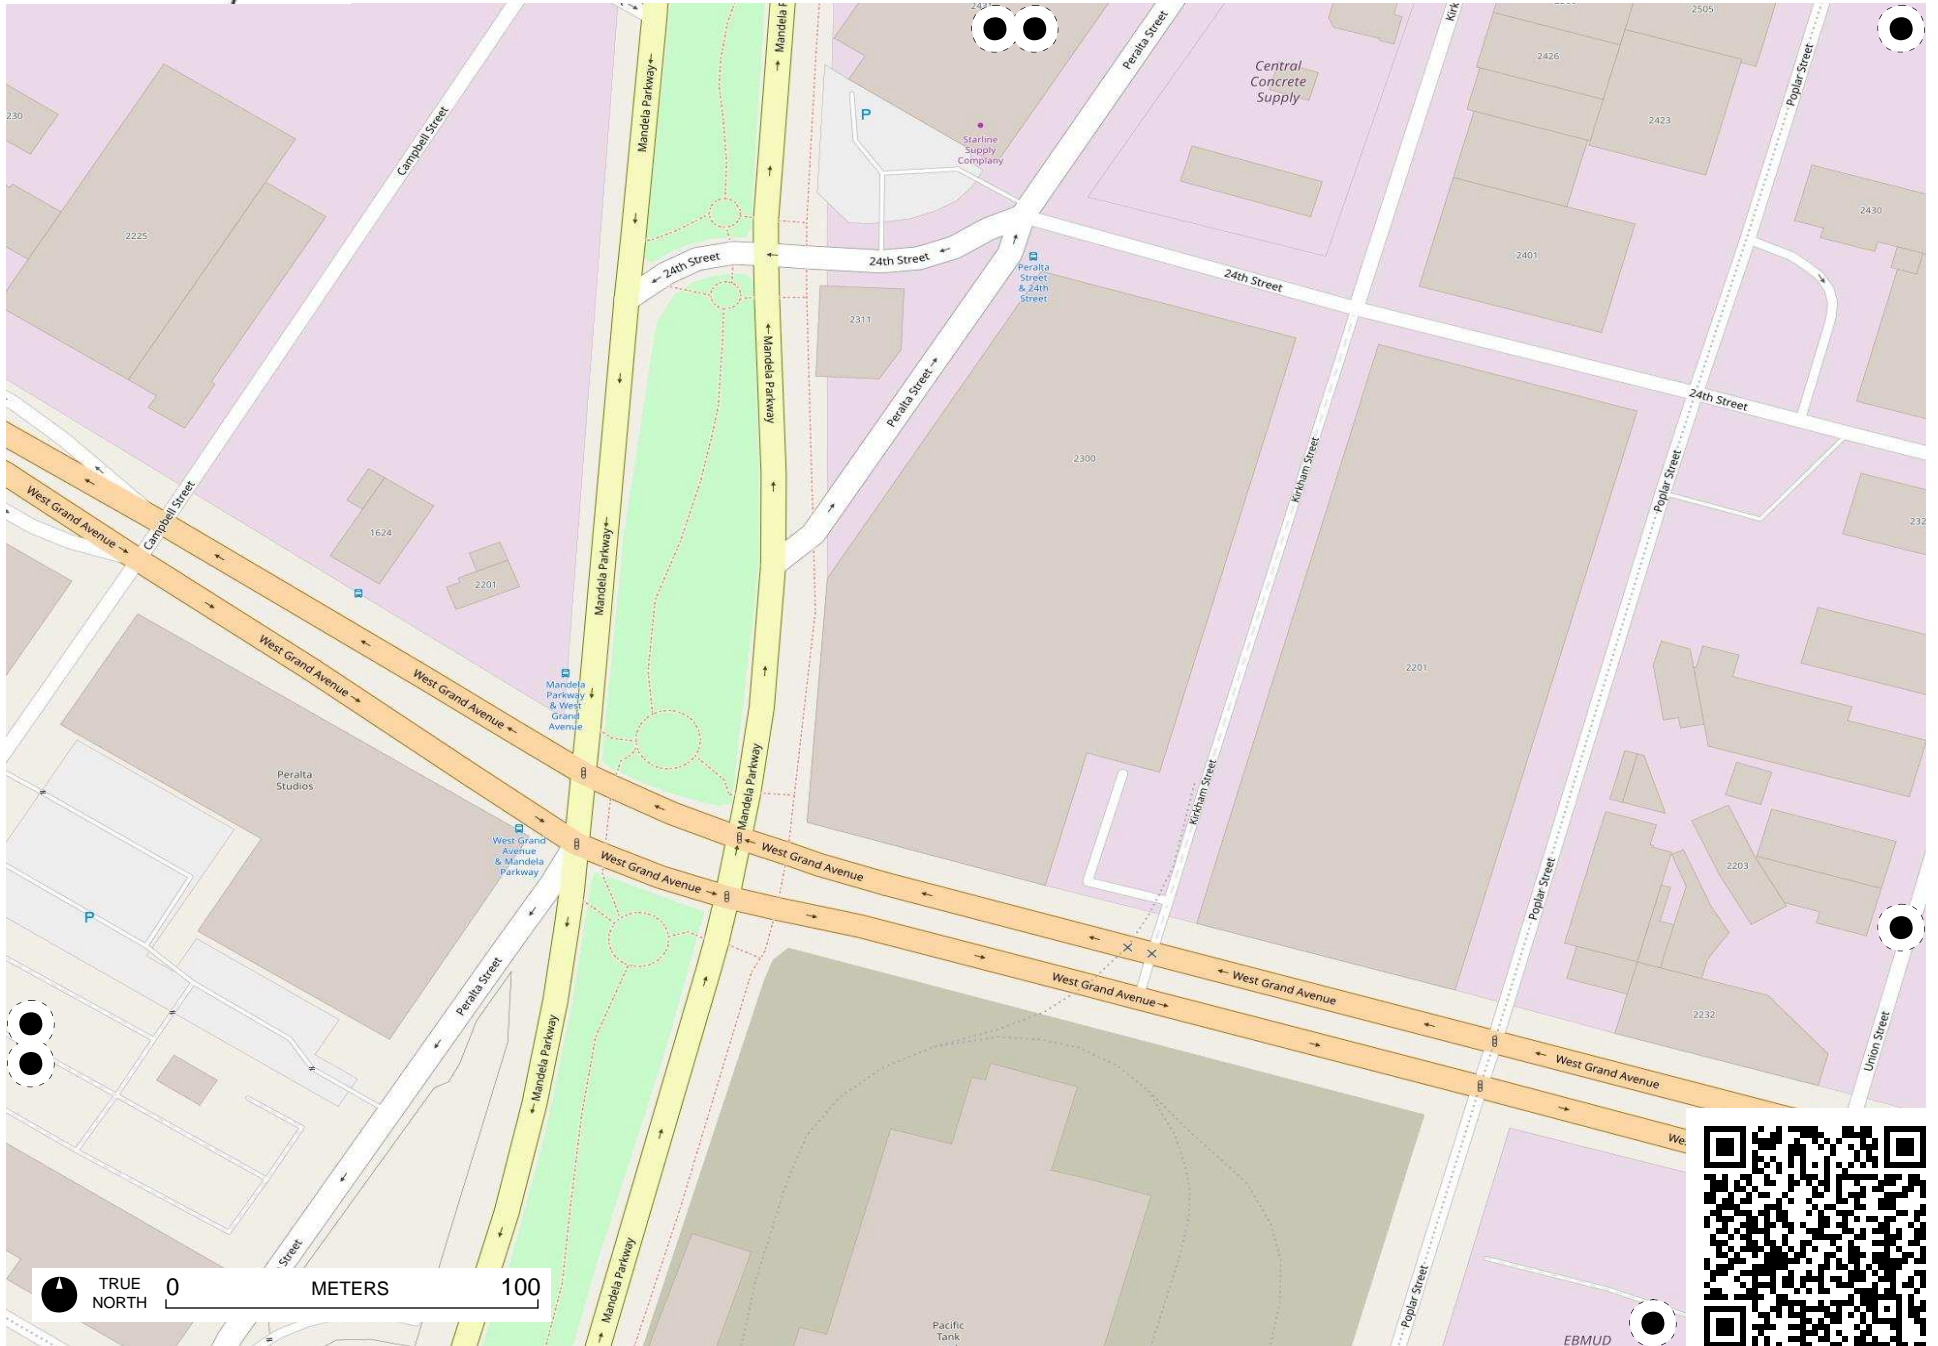 2431
2505
Mandela Parkway
Peralta Street
Central
Concrete
Supply
2426
Poplar Street
230
Campbell Street
Mandela Parkway
P
2423
Starline
Supply
Company
2225
2430
24th Street
24th Street
Peralta
Street
& 24th
Street
24th Street
2401
2311
Mandela Parkway
Peralta Street
24th Street
2300
Kirkham Street
Poplar Street
West Grand Avenue
Campbell Street
1624
2201
Mandela Parkway
West Grand Avenue
West Grand Avenue
Mandela
Parkway
& West
Grand
Avenue
2201
Peralta
Studios
Mandela Parkway
Kirkham Street
West Grand
Avenue
& Mandela
Parkway
West Grand Avenue
West Grand Avenue
Poplar Street
2203
P
Peralta Street
West Grand Avenue
West Grand Avenue
2232
Union Street
Mandela Parkway
West Grand Avenue
Street
Mandela Parkway
Poplar Street
TRUE
NORTH
0
METERS
100
Pacific
Tank
EBMUD